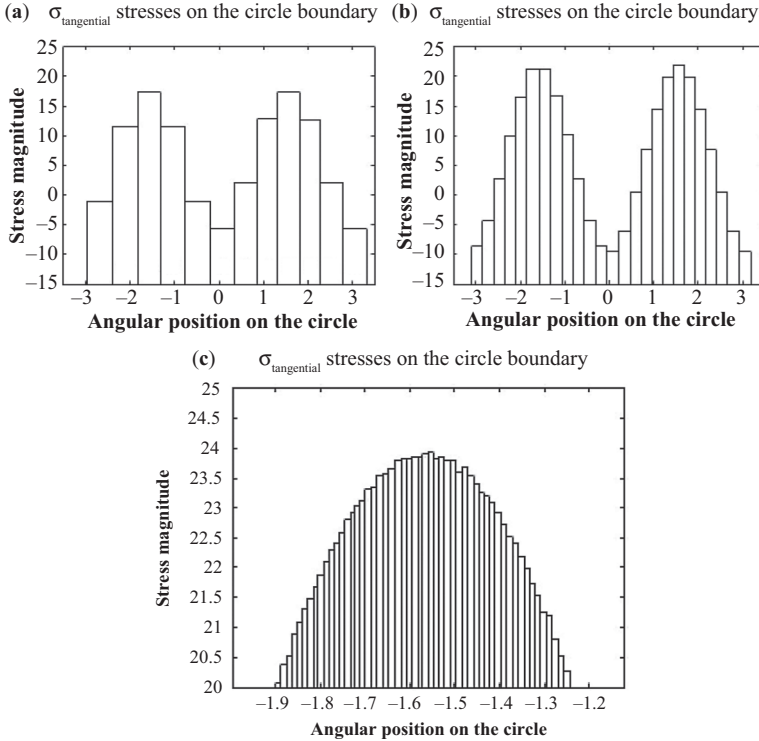 (a) σtangential stresses on the circle boundary
25
20
15
10
5
0
−5
−10
−15
Stress magnitude
−3 −2 −1 0 1 2 3
Angular position on the circle
(b) σtangential stresses on the circle boundary
25
20
15
10
5
0
−5
−10
−15
Stress magnitude
−3 −2 −1 0 1 2 3
Angular position on the circle
(c) σtangential stresses on the circle boundary
25
24.5
24
23.5
23
22.5
22
21.5
21
20.5
20
Stress magnitude
−1.9 −1.8 −1.7 −1.6 −1.5 −1.4 −1.3 −1.2
Angular position on the circle